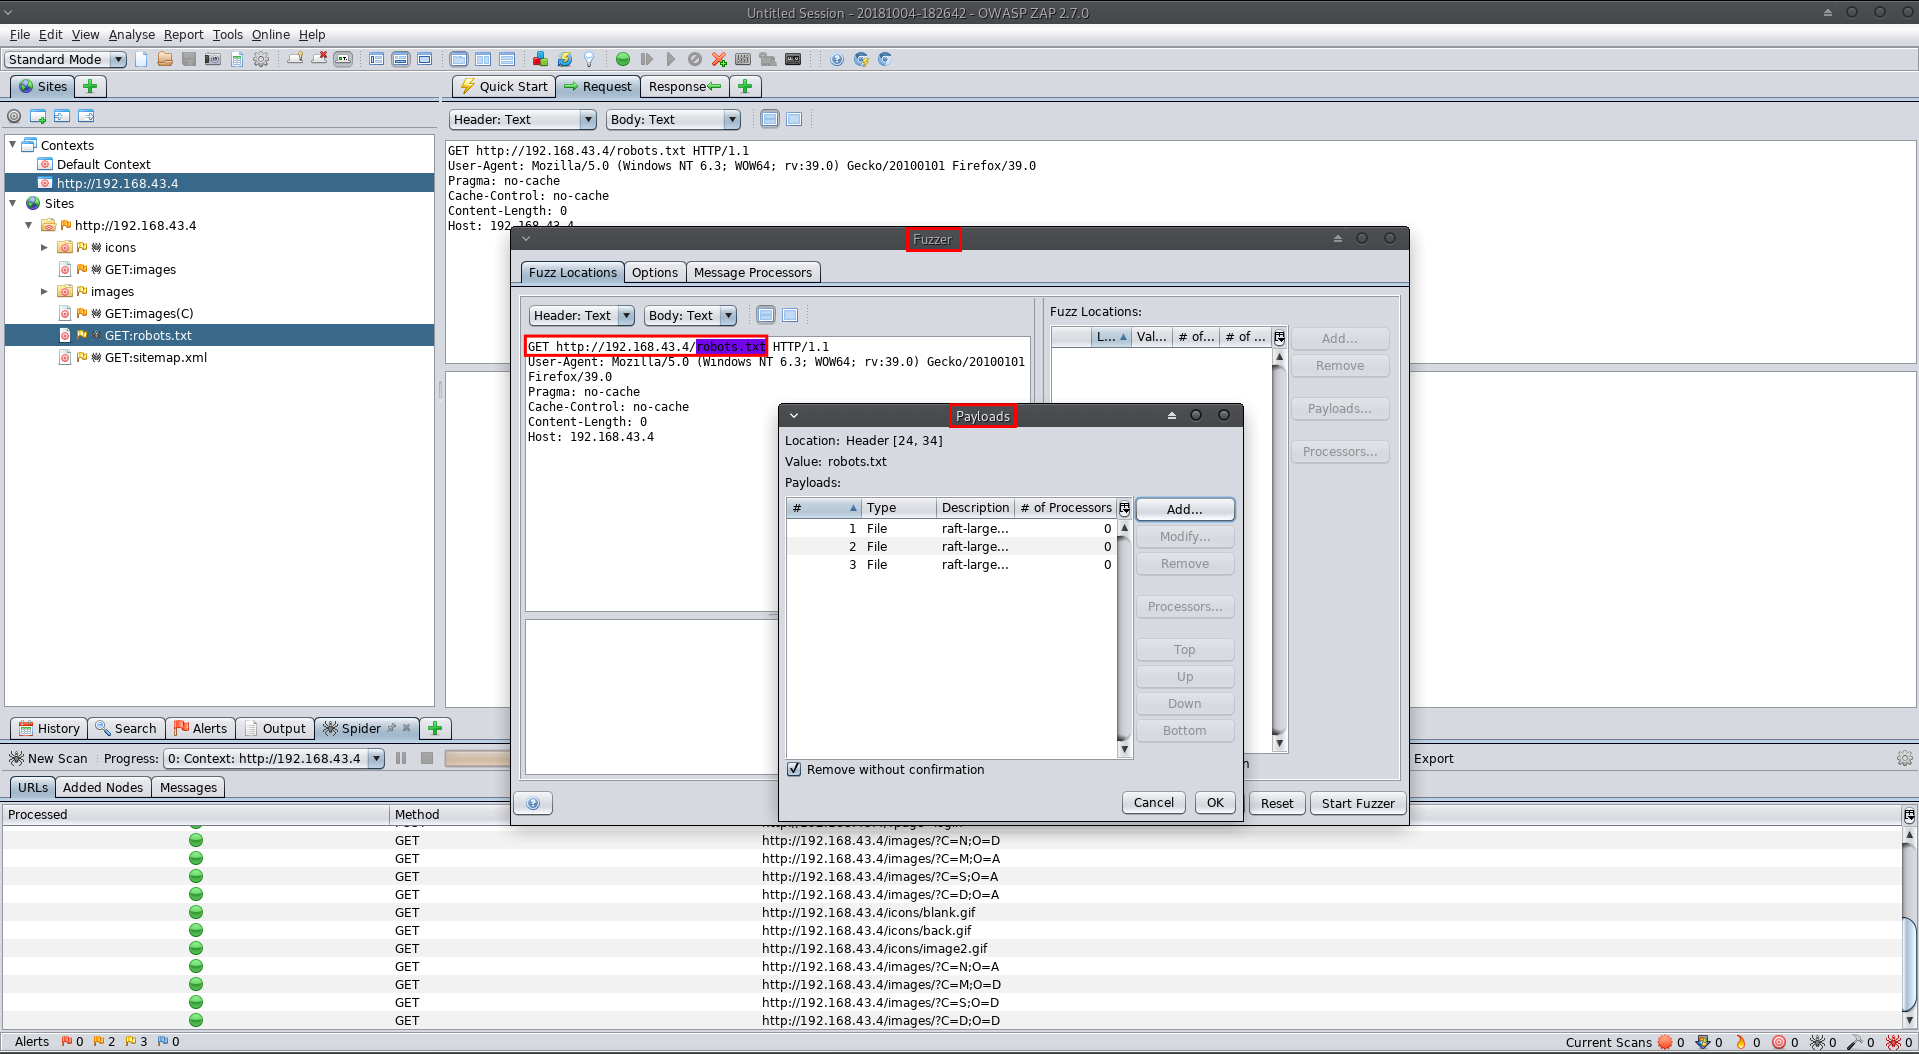 Untitled Session - 20181004-182642 - OWASP ZAP 2.7.0
File Edit View Analyse Report Tools Online Help
Standard Mode
Sites
Quick Start Request Response
Header: Text Body: Text
Contexts
Default Context
http://192.168.43.4
Sites
http://192.168.43.4
icons
GET:images
images
GET:images(C)
GET:robots.txt
GET:sitemap.xml
GET http://192.168.43.4/robots.txt HTTP/1.1
User-Agent: Mozilla/5.0 (Windows NT 6.3; WOW64; rv:39.0) Gecko/20100101 Firefox/39.0
Pragma: no-cache
Cache-Control: no-cache
Content-Length: 0
Host: 192.168.43.4
Fuzzer
Fuzz Locations Options Message Processors
Header: Text Body: Text
GET http://192.168.43.4/robots.txt HTTP/1.1
User-Agent: Mozilla/5.0 (Windows NT 6.3; WOW64; rv:39.0) Gecko/20100101
Firefox/39.0
Pragma: no-cache
Cache-Control: no-cache
Content-Length: 0
Host: 192.168.43.4
Fuzz Locations:
L... Val... # of... # of ...
Add...
Remove
Payloads...
Processors...
Payloads
Location: Header [24, 34]
Value: robots.txt
Payloads:
# Type Description # of Processors
1 File raft-large... 0
2 File raft-large... 0
3 File raft-large... 0
Add...
Modify...
Remove
Processors...
Top
Up
Down
Bottom
Remove without confirmation
Cancel OK
Reset Start Fuzzer
History Search Alerts Output Spider
New Scan Progress: 0: Context: http://192.168.43.4
Export
URLs Added Nodes Messages
Processed Method
GET http://192.168.43.4/images/?C=N;O=D
GET http://192.168.43.4/images/?C=M;O=A
GET http://192.168.43.4/images/?C=S;O=A
GET http://192.168.43.4/images/?C=D;O=A
GET http://192.168.43.4/icons/blank.gif
GET http://192.168.43.4/icons/back.gif
GET http://192.168.43.4/icons/image2.gif
GET http://192.168.43.4/images/?C=N;O=A
GET http://192.168.43.4/images/?C=M;O=D
GET http://192.168.43.4/images/?C=S;O=D
GET http://192.168.43.4/images/?C=D;O=D
Alerts 0 2 3 0 Current Scans 0 0 0 0 0 0 0